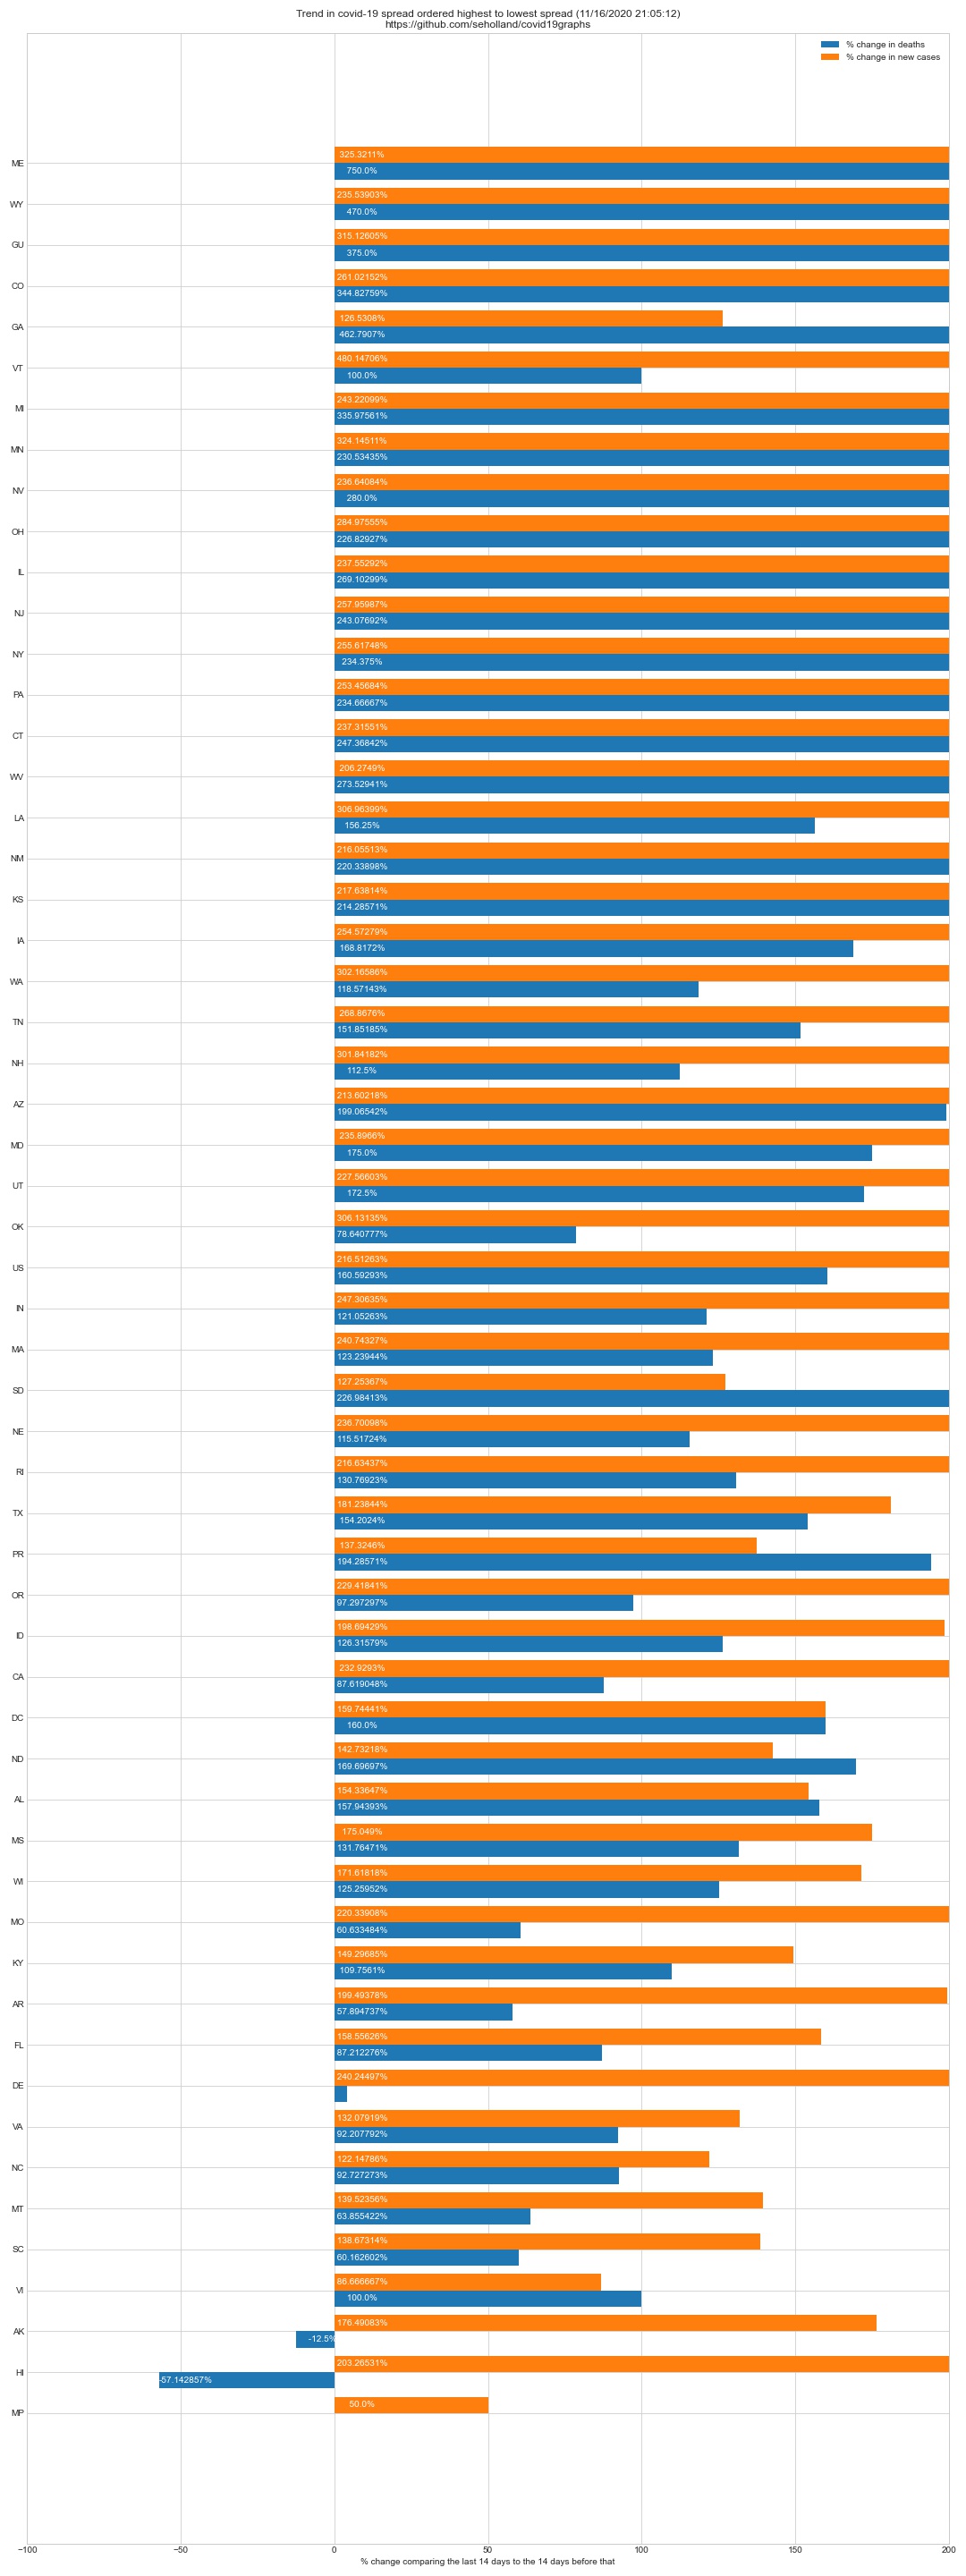 Trend in covid-19 spread ordered highest to lowest spread (11/16/2020 21:05:12)
https://github.com/seholland/covid19graphs
% change in deaths
% change in new cases
325.3211%
ME
750.0%
235.53903%
WY
470.0%
315.12605%
GU
375.0%
261.02152%
CO
344.82759%
126.5308%
GA
462.7907%
480.14706%
VT
100.0%
243.22099%
MI
335.97561%
324.14511%
MN
230.53435%
236.64084%
NV
280.0%
284.97555%
OH
226.82927%
237.55292%
IL
269.10299%
257.95987%
NJ
243.07692%
255.61748%
NY
234.375%
253.45684%
PA
234.66667%
237.31551%
CT
247.36842%
206.2749%
WV
273.52941%
306.96399%
LA
156.25%
216.05513%
NM
220.33898%
217.63814%
KS
214.28571%
254.57279%
IA
168.8172%
302.16586%
WA
118.57143%
268.8676%
TN
151.85185%
301.84182%
NH
112.5%
213.60218%
AZ
199.06542%
235.8966%
MD
175.0%
227.56603%
UT
172.5%
306.13135%
OK
78.640777%
216.51263%
US
160.59293%
247.30635%
IN
121.05263%
240.74327%
MA
123.23944%
127.25367%
SD
226.98413%
236.70098%
NE
115.51724%
216.63437%
RI
130.76923%
181.23844%
TX
154.2024%
137.3246%
PR
194.28571%
229.41841%
OR
97.297297%
198.69429%
ID
126.31579%
232.9293%
CA
87.619048%
159.74441%
DC
160.0%
142.73218%
ND
169.69697%
154.33647%
AL
157.94393%
175.049%
MS
131.76471%
171.61818%
WI
125.25952%
220.33908%
MO
60.633484%
149.29685%
KY
109.7561%
199.49378%
AR
57.894737%
158.55626%
FL
87.212276%
240.24497%
DE
132.07919%
VA
92.207792%
122.14786%
NC
92.727273%
139.52356%
MT
63.855422%
138.67314%
SC
60.162602%
86.666667%
VI
100.0%
176.49083%
AK
-12.5%
203.26531%
HI
-57.142857%
50.0%
MP
−100 −50 0 50 100 150 200
% change comparing the last 14 days to the 14 days before that